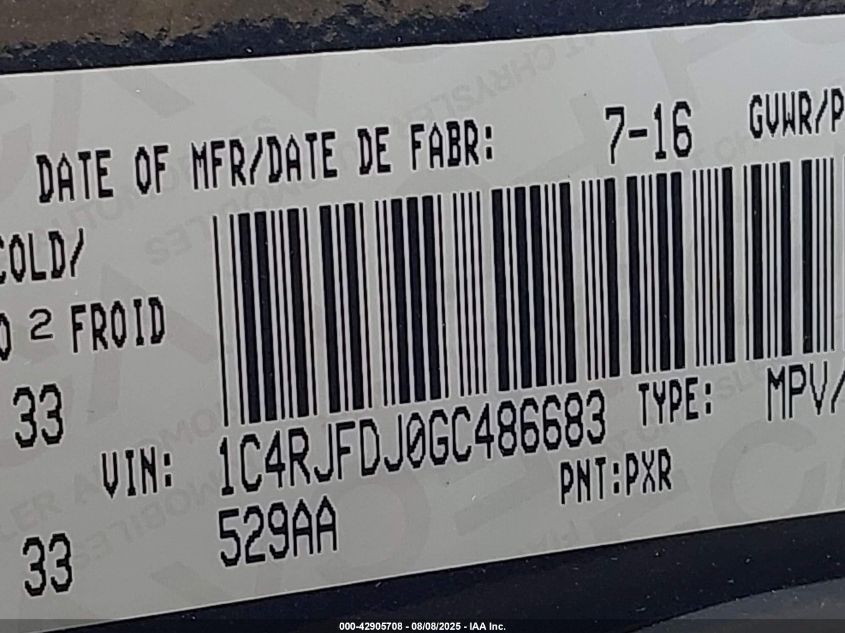 DATE OF MFR/DATE DE FABR: 7-16 GVWR/P
COLD/
2 FROID
33
VIN: 1C4RJFDJ0GC486683 TYPE: MPV/
529AA PNT:PXR
33
000-42905708 - 08/08/2025 - IAA Inc.